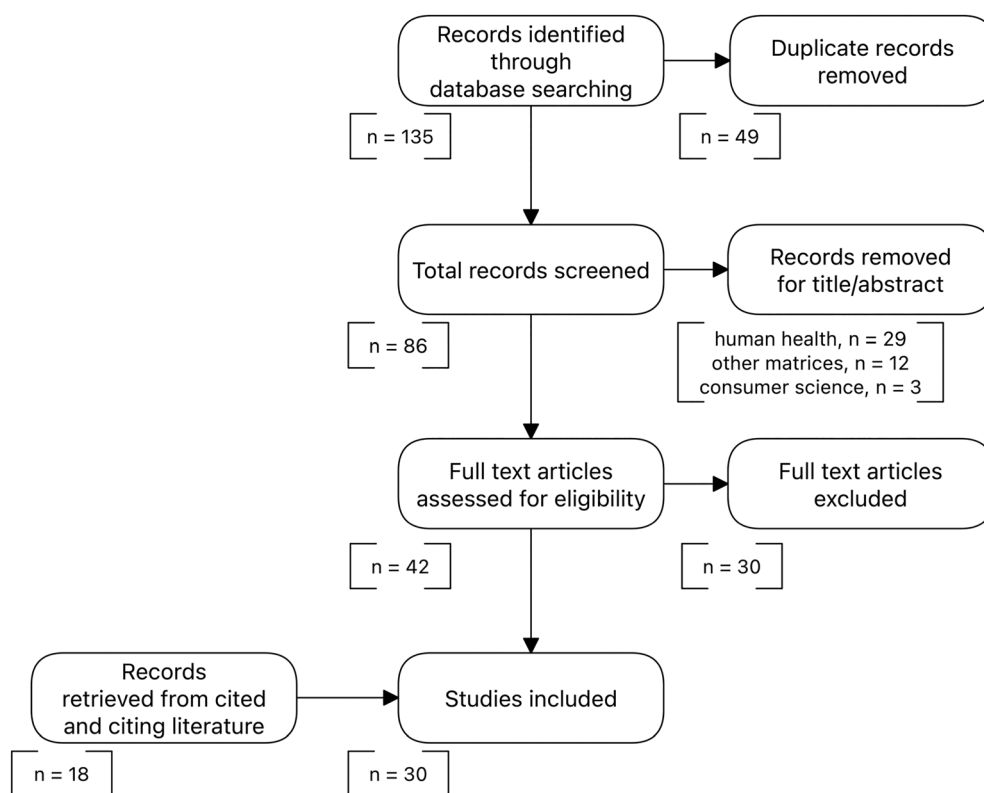 Records identified
through
database searching
Duplicate records
removed
n = 135
n = 49
Total records screened
Records removed
for title/abstract
n = 86
human health, n = 29
other matrices, n = 12
consumer science, n = 3
Full text articles
assessed for eligibility
Full text articles
excluded
n = 42
n = 30
Records
retrieved from cited
and citing literature
Studies included
n = 18
n = 30